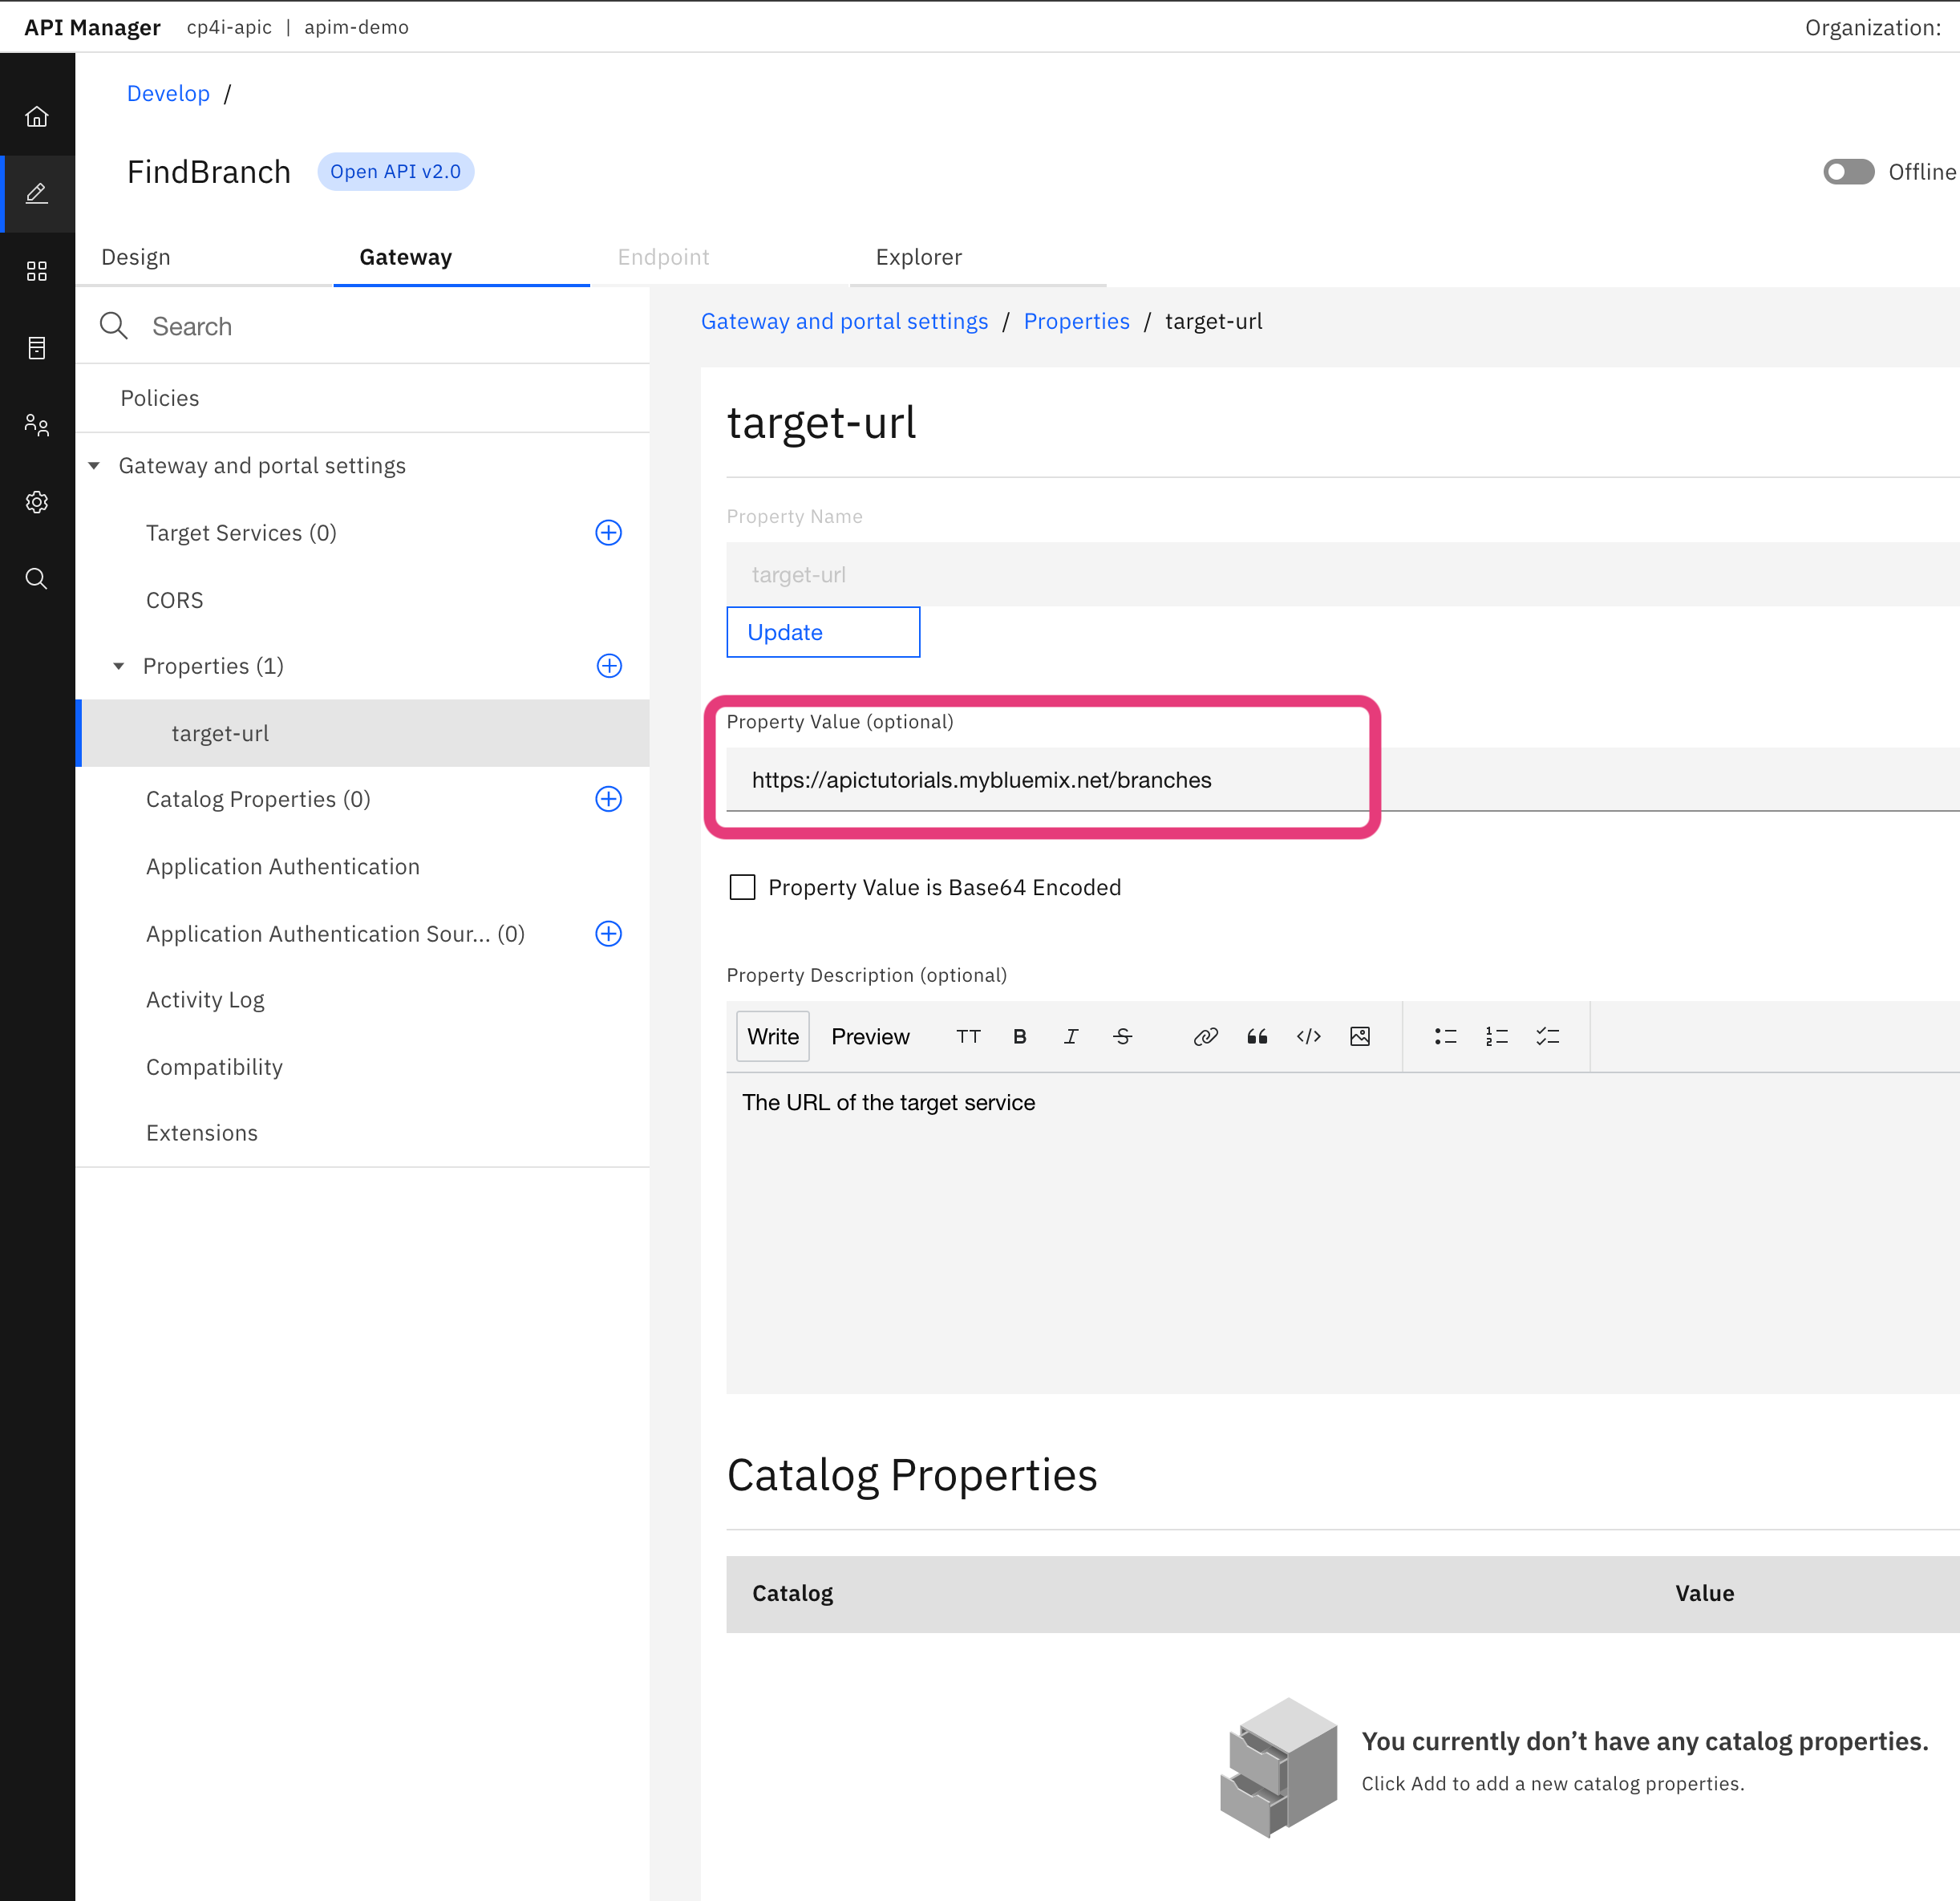 API Manager cp4i-apic | apim-demo Organization:
Develop /
FindBranch Open API v2.0 Offline
Design Gateway Endpoint Explorer
Search
Policies
Gateway and portal settings
Target Services (0)
CORS
Properties (1)
target-url
Catalog Properties (0)
Application Authentication
Application Authentication Sour... (0)
Activity Log
Compatibility
Extensions
Gateway and portal settings / Properties / target-url
target-url
Property Name
target-url
Update
Property Value (optional)
https://apictutorials.mybluemix.net/branches
Property Value is Base64 Encoded
Property Description (optional)
Write Preview TT B I S
The URL of the target service
Catalog Properties
Catalog Value
You currently don’t have any catalog properties.
Click Add to add a new catalog properties.